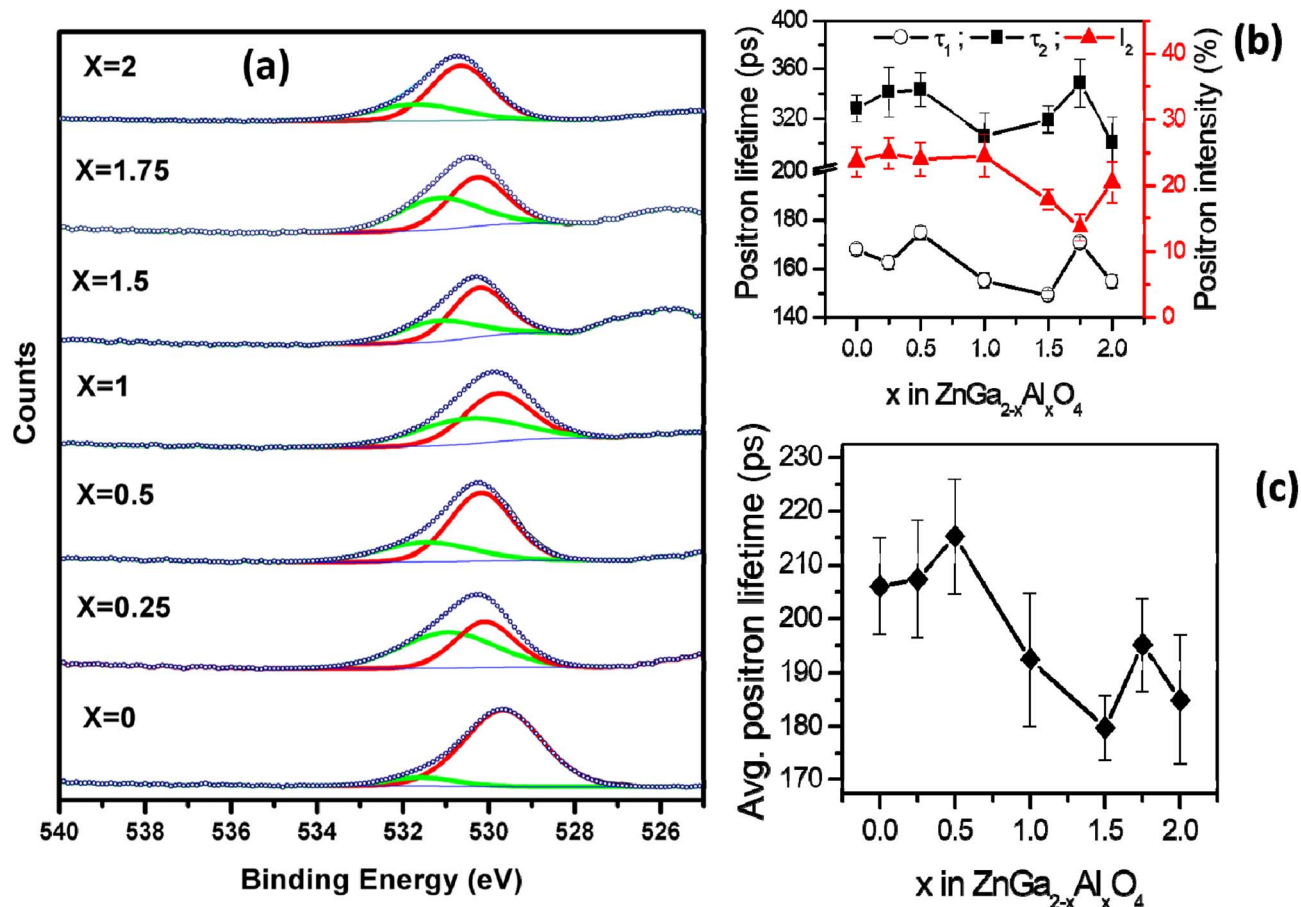 (a)
X=2
X=1.75
X=1.5
X=1
X=0.5
X=0.25
X=0
Counts
540 538 536 534 532 530 528 526
Binding Energy (eV)
(b)
τ1 ; τ2 ; I2
Positron lifetime (ps)
400
360
320
200
180
160
140
Positron intensity (%)
40
30
20
10
0
0.0 0.5 1.0 1.5 2.0
x in ZnGa2-xAlxO4
(c)
Avg. positron lifetime (ps)
230
220
210
200
190
180
170
0.0 0.5 1.0 1.5 2.0
x in ZnGa2-xAlxO4